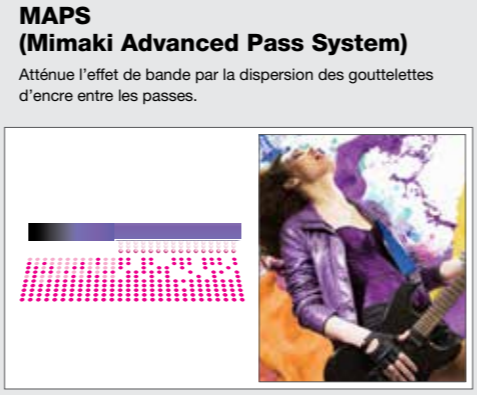 MAPS
(Mimaki Advanced Pass System)
Atténue l'effet de bande par la dispersion des gouttelettes
d'encre entre les passes.